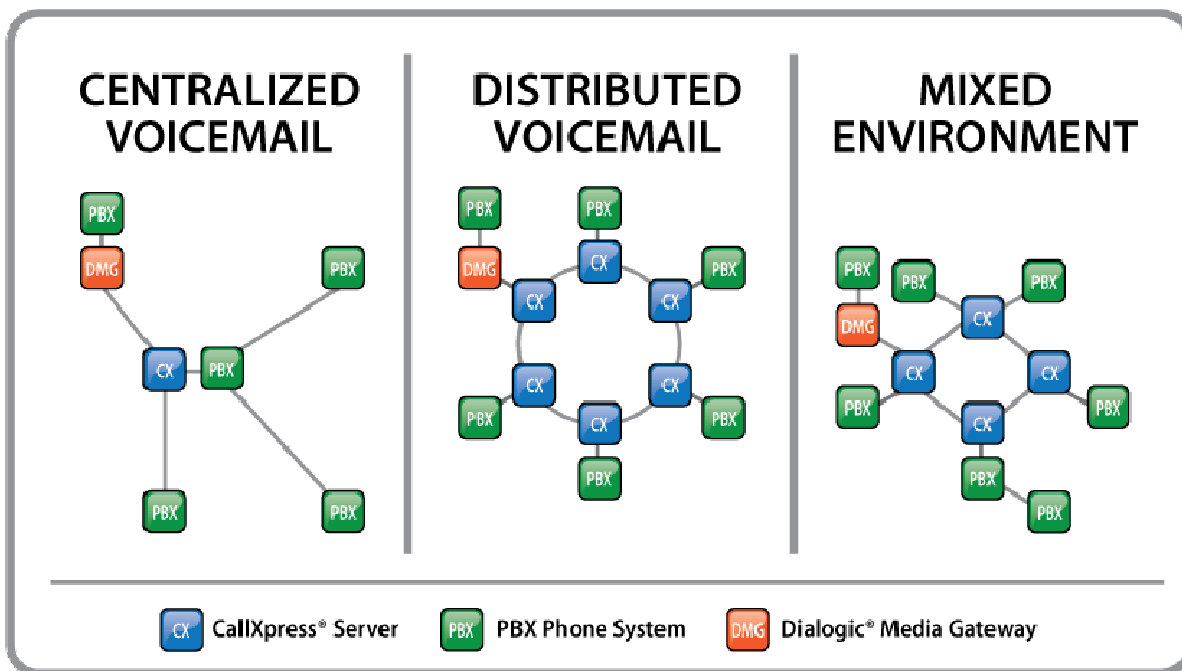 CENTRALIZED
VOICEMAIL
PBX
DMG
PBX
CX
PBX
PBX
PBX
DISTRIBUTED
VOICEMAIL
PBX
PBX
DMG
CX
PBX
CX
CX
CX
CX
PBX
CX
PBX
PBX
MIXED
ENVIRONMENT
PBX
PBX
PBX
DMG
CX
CX
CX
PBX
PBX
CX
PBX
PBX
CX CallXpress® Server
PBX PBX Phone System
DMG Dialogic® Media Gateway